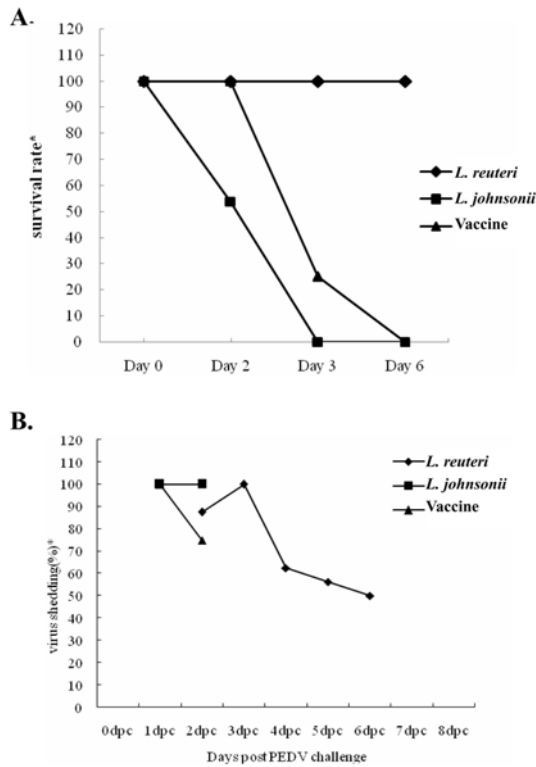 A.
120
110
100
90
80
70
60
50
40
30
20
10
0
survival rate*
Day 0 Day 2 Day 3 Day 6
L. reuteri
L. johnsonii
Vaccine
B.
120
110
100
90
80
70
60
50
40
30
20
10
0
virus shedding(%)*
0dpc 1dpc 2dpc 3dpc 4dpc 5dpc 6dpc 7dpc 8dpc
Days post PEDV challenge
L. reuteri
L. johnsonii
Vaccine